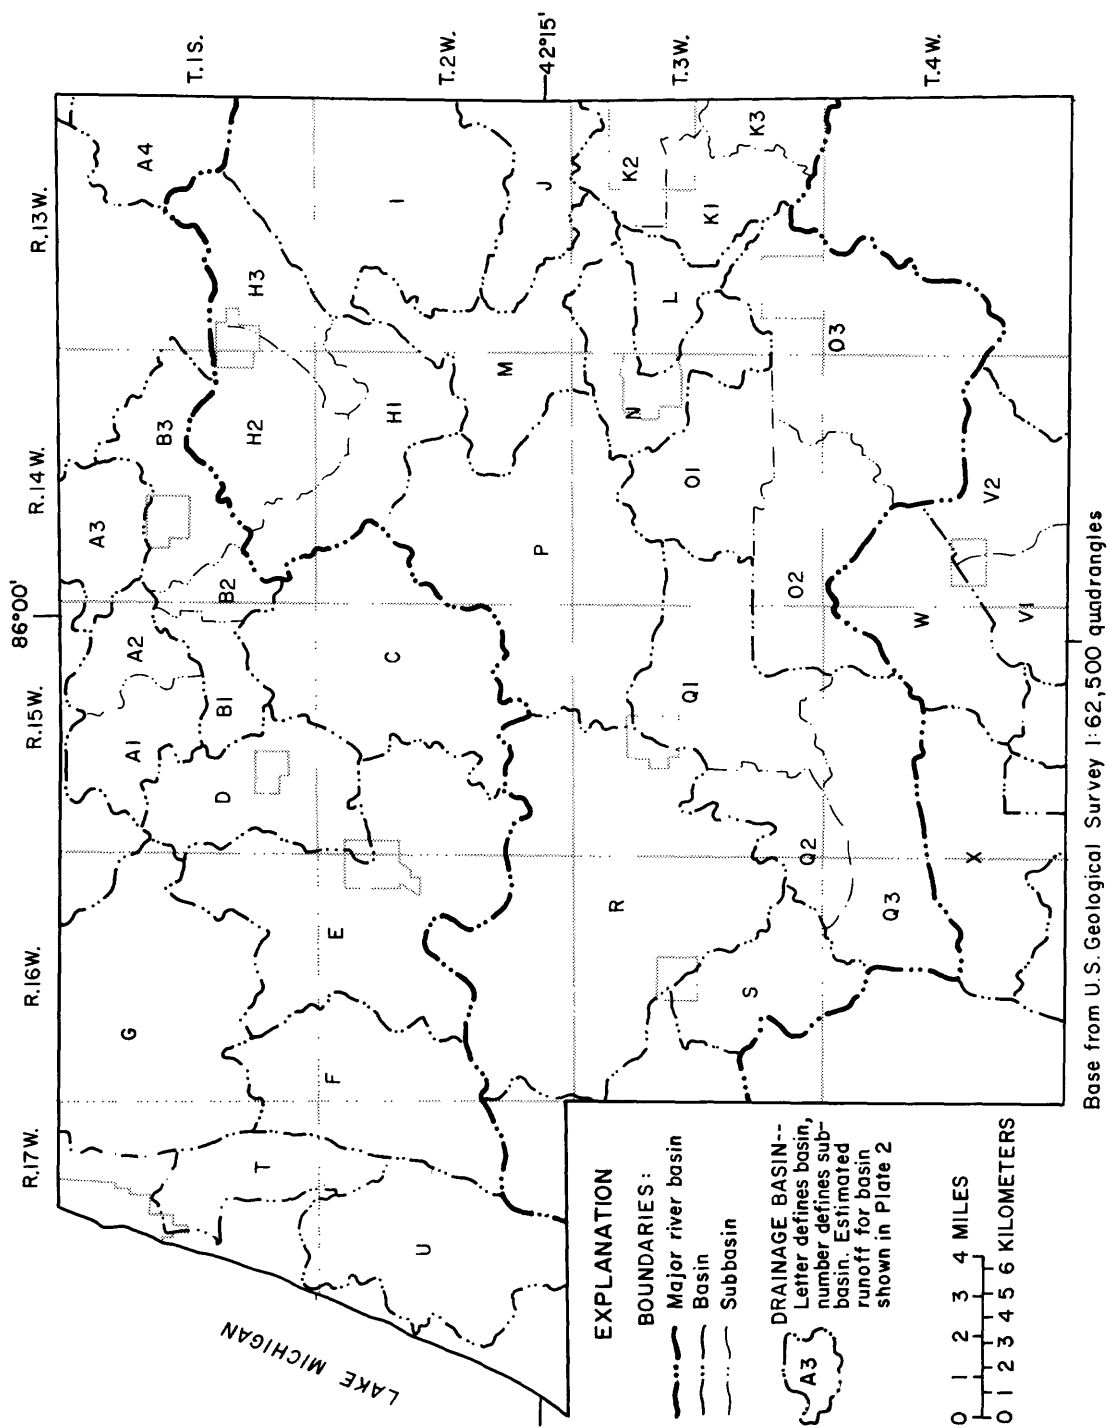 R.17W.
R.16W.
R.15W.
86°00'
R.14W.
R.13W.
T.1S.
T.2W.
42°15'
T.3W.
T.4W.
LAKE MICHIGAN
G
A1
A2
A3
A4
B1
B2
B3
D
T
F
E
C
H1
H2
H3
I
U
M
J
P
R
Q1
O1
N
L
K1
K2
K3
S
Q2
Q3
O2
O3
W
X
V1
V2
EXPLANATION
BOUNDARIES:
Major river basin
Basin
Subbasin
A3
DRAINAGE BASIN--
Letter defines basin,
number defines sub-
basin. Estimated
runoff for basin
shown in Plate 2
0 1 2 3 4 MILES
0 1 2 3 4 5 6 KILOMETERS
Base from U.S. Geological Survey 1:62,500 quadrangles